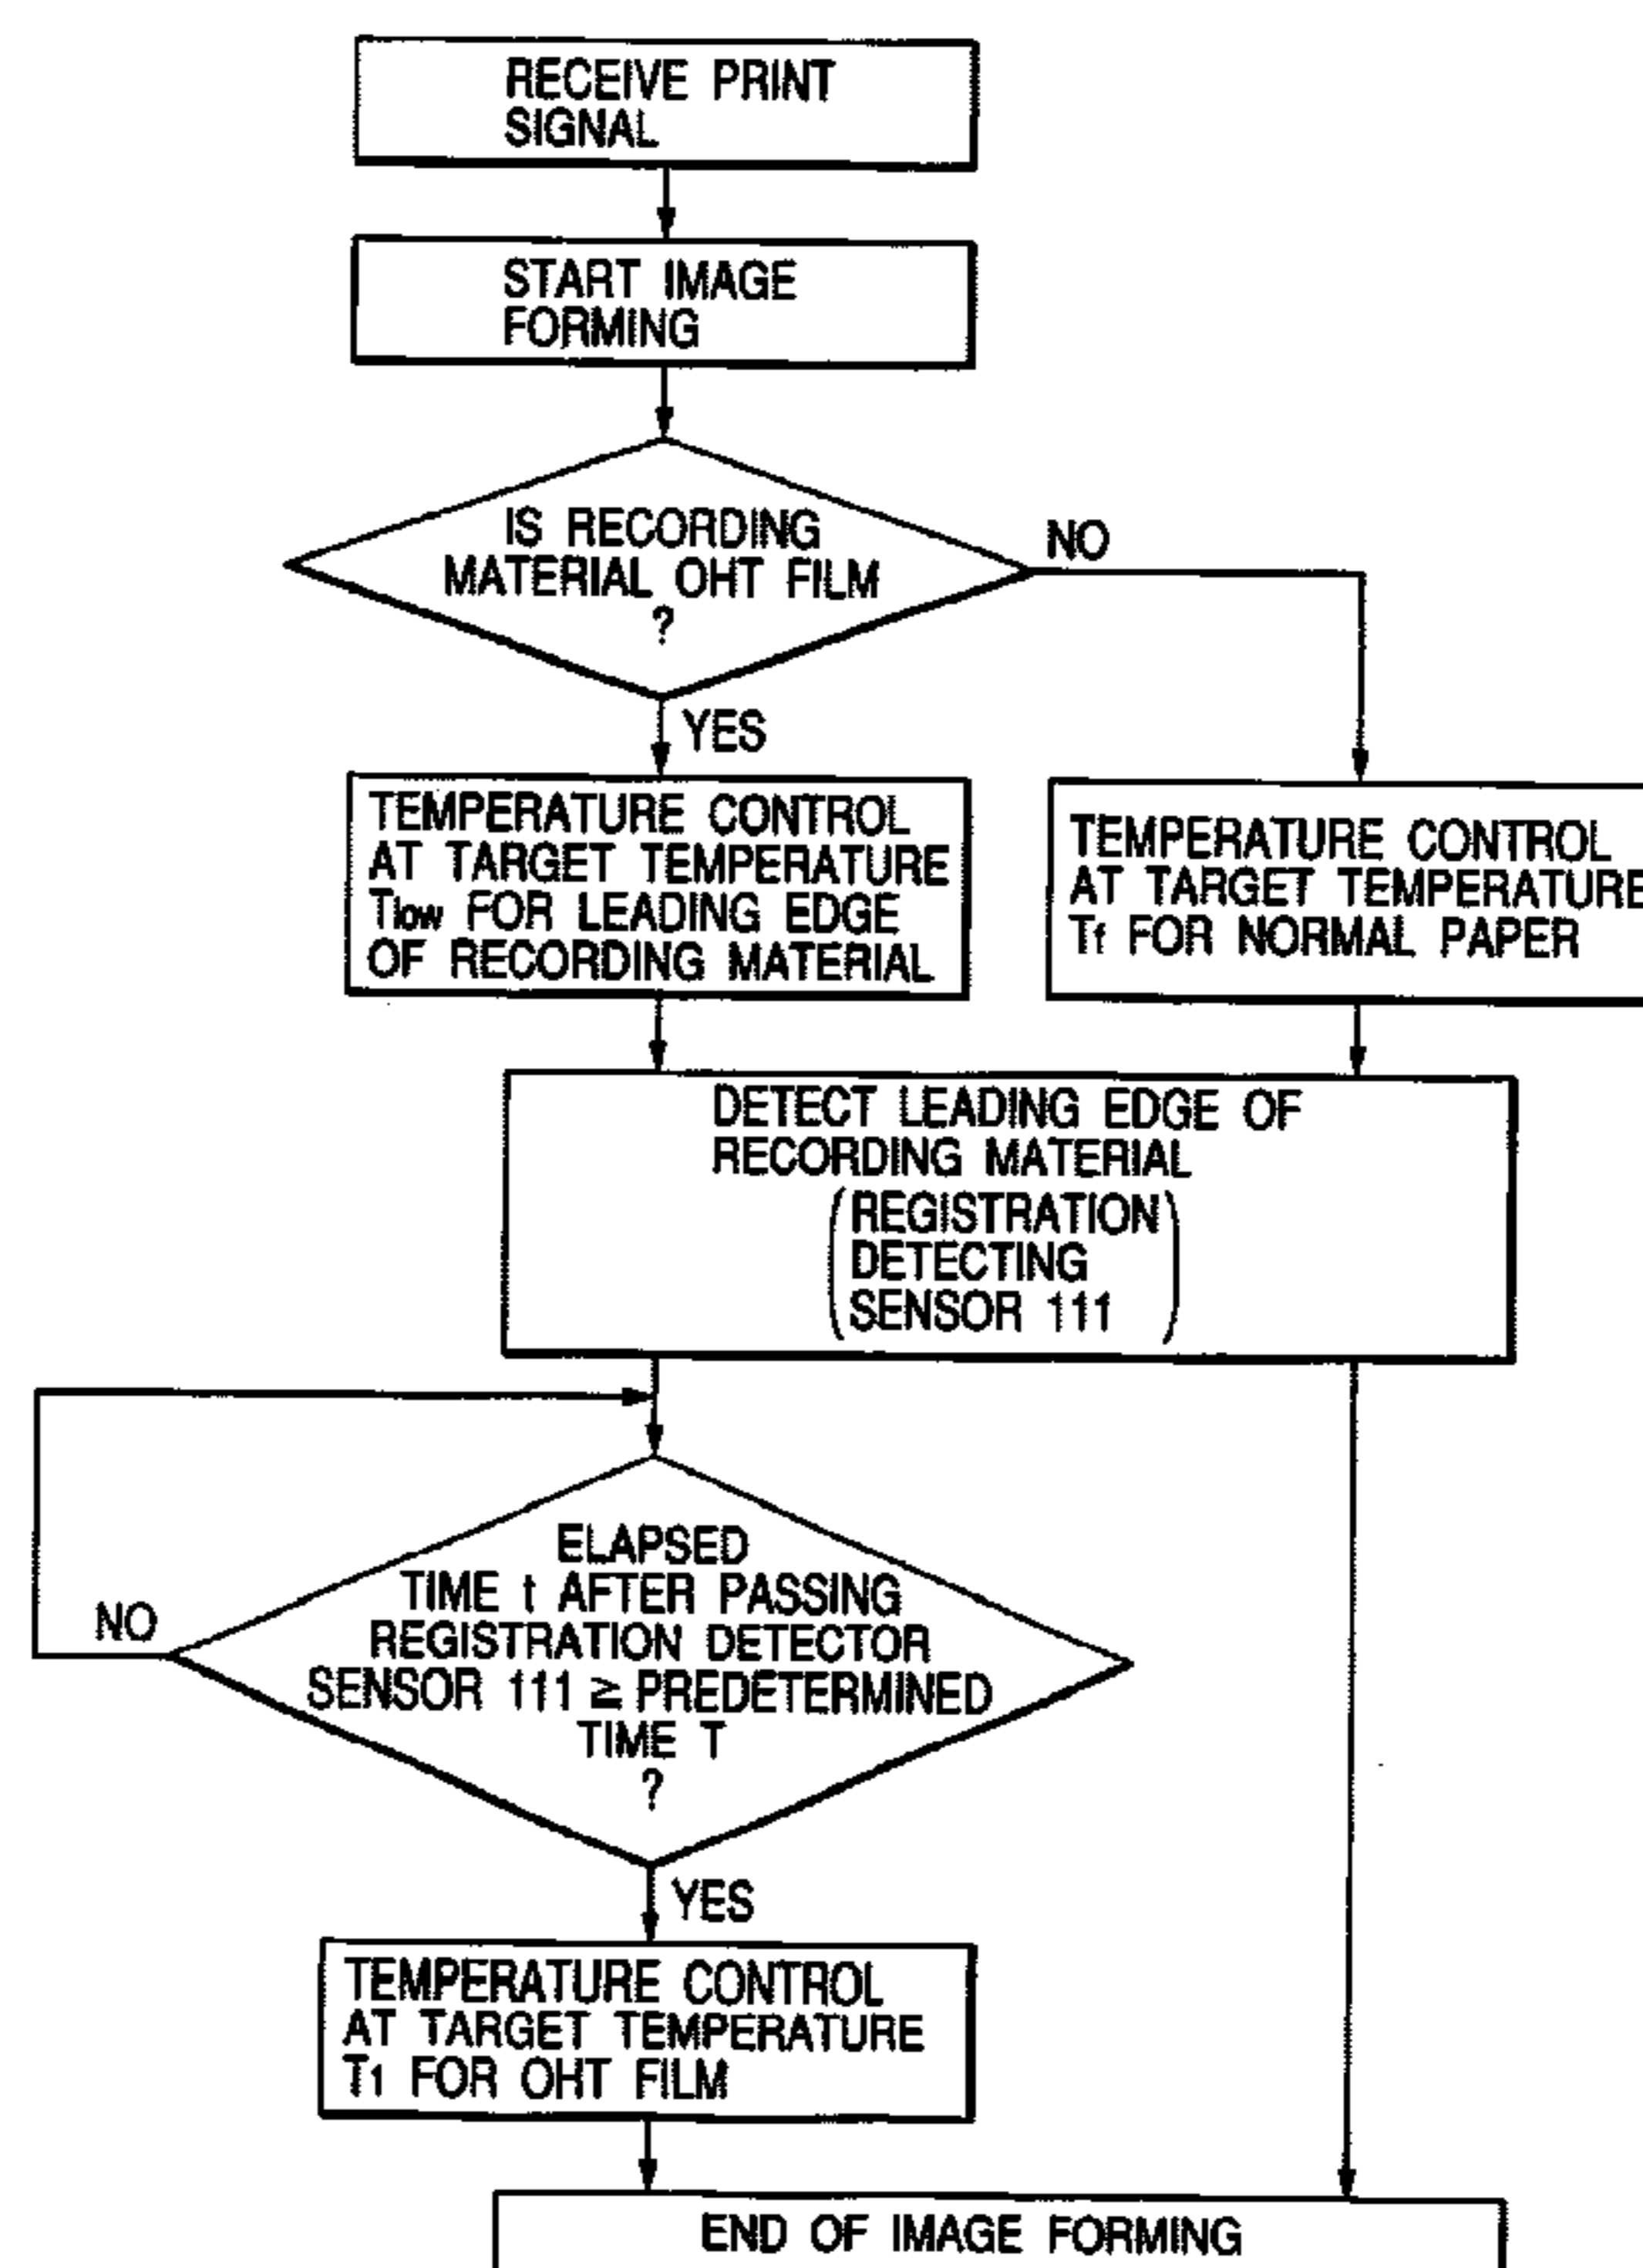 RECEIVE PRINT
SIGNAL
START IMAGE
FORMING
IS RECORDING
MATERIAL OHT FILM
?
NO
YES
TEMPERATURE CONTROL
AT TARGET TEMPERATURE
Tlow FOR LEADING EDGE
OF RECORDING MATERIAL
TEMPERATURE CONTROL
AT TARGET TEMPERATURE
Tf FOR NORMAL PAPER
DETECT LEADING EDGE OF
RECORDING MATERIAL
(REGISTRATION
DETECTING
SENSOR 111)
ELAPSED
TIME t AFTER PASSING
REGISTRATION DETECTOR
SENSOR 111 ≧ PREDETERMINED
TIME T
?
NO
YES
TEMPERATURE CONTROL
AT TARGET TEMPERATURE
T1 FOR OHT FILM
END OF IMAGE FORMING